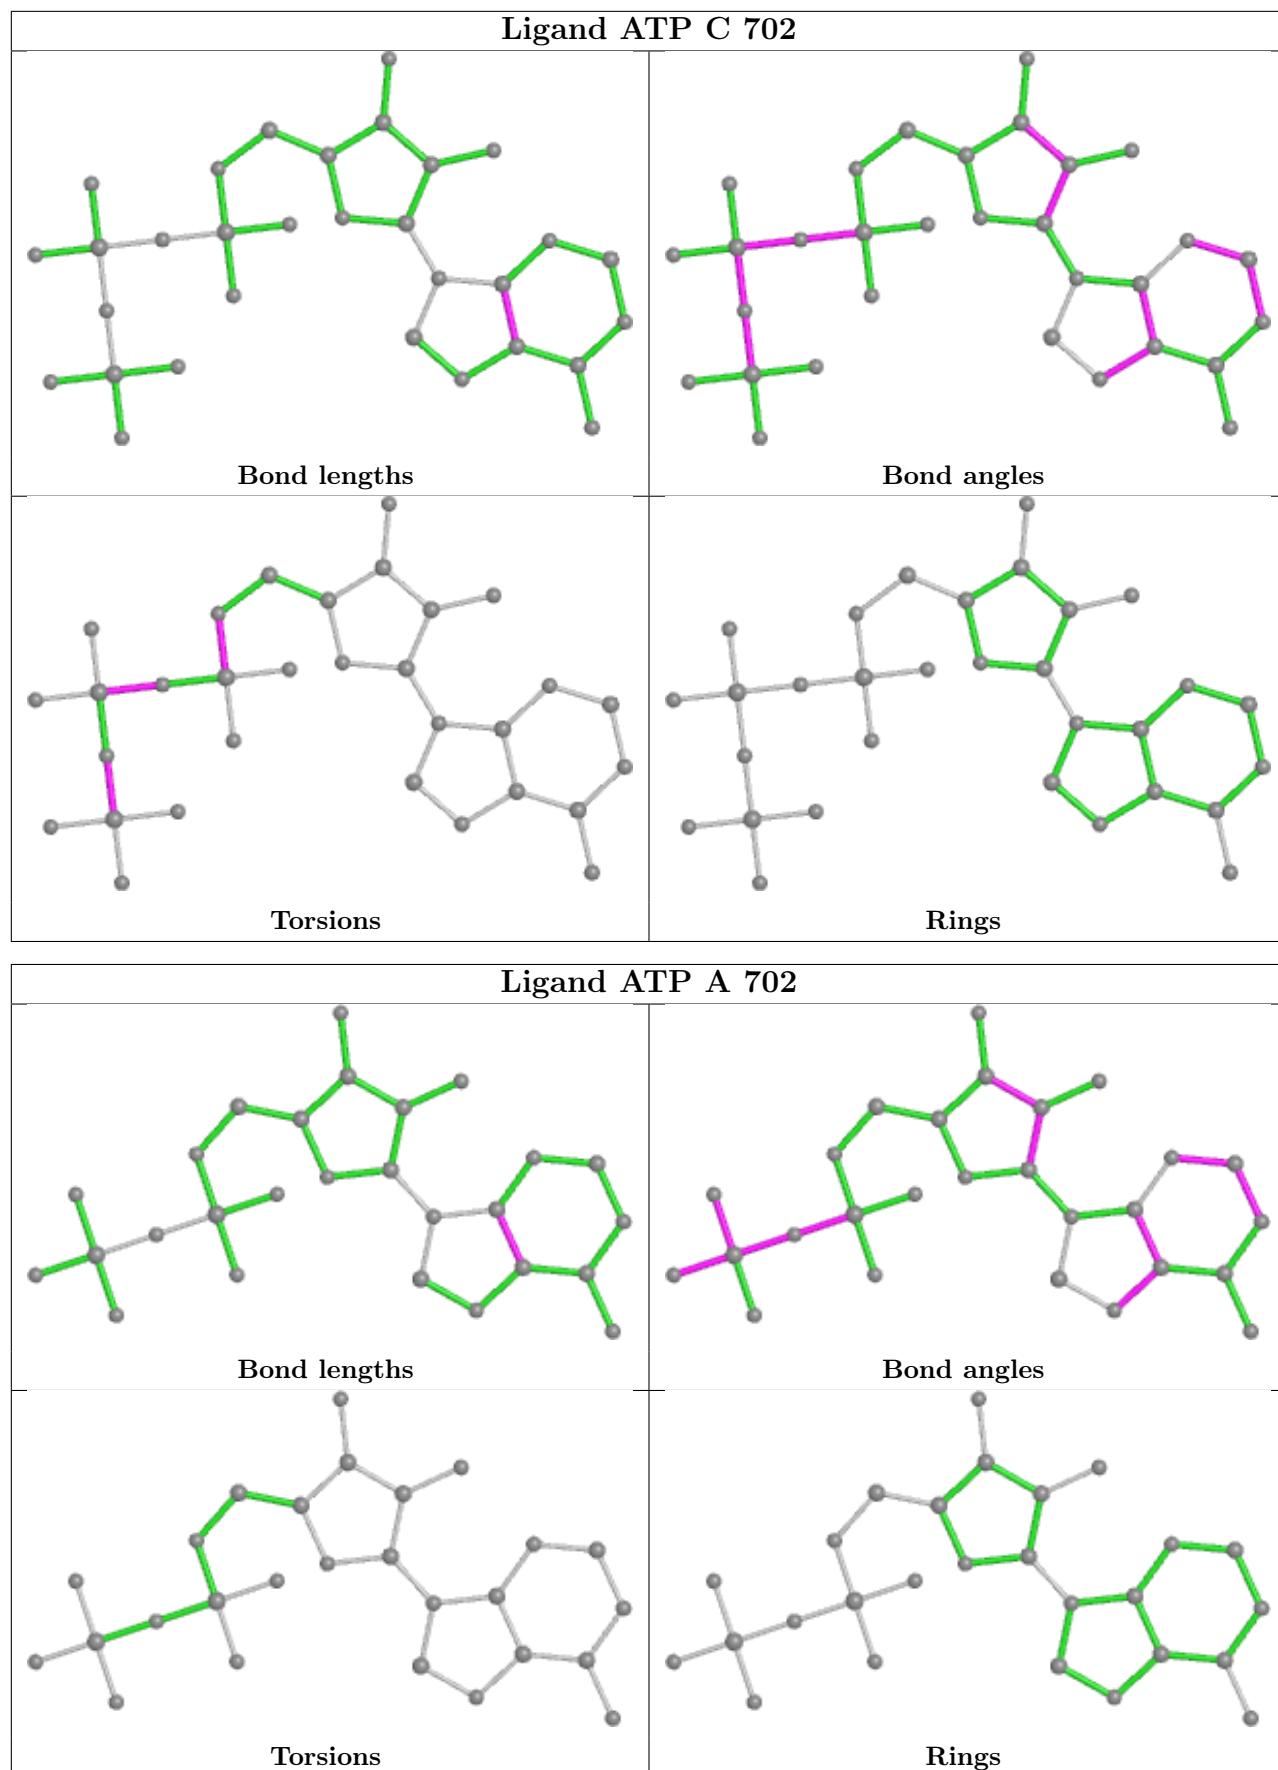 Ligand ATP C 702
Bond lengths
Bond angles
Torsions
Rings
Ligand ATP A 702
Bond lengths
Bond angles
Torsions
Rings